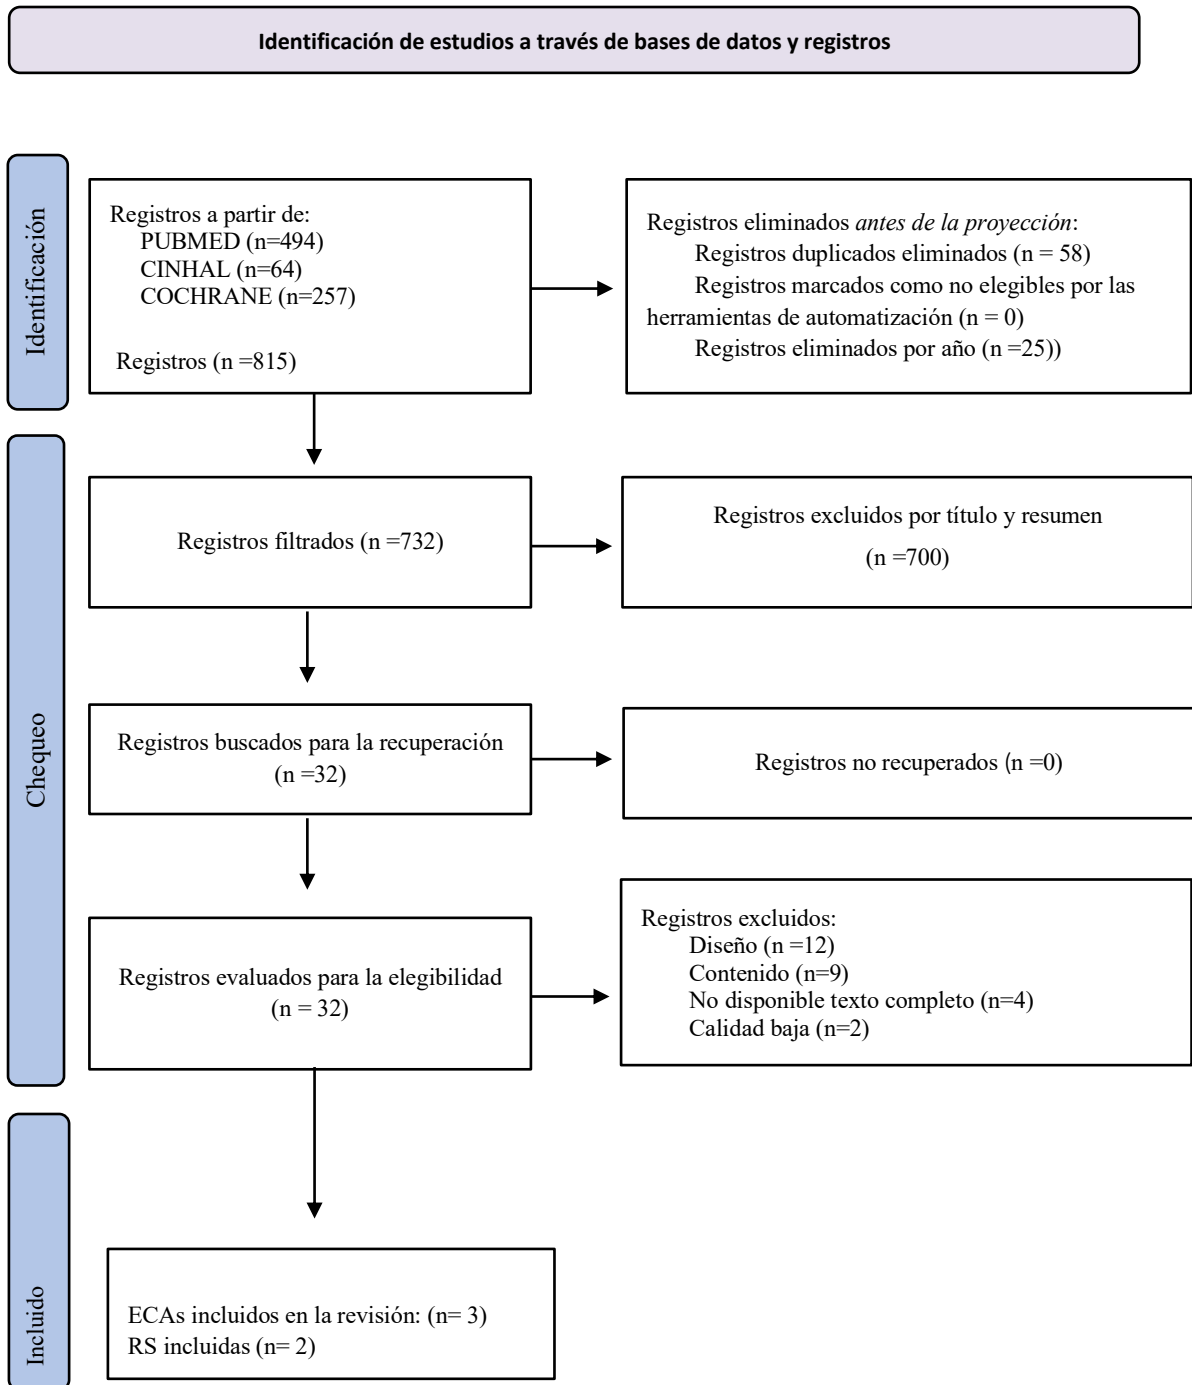 Identificación de estudios a través de bases de datos y registros
Identificación
Registros a partir de:
PUBMED (n=494)
CINHAL (n=64)
COCHRANE (n=257)
Registros (n =815)
Registros eliminados antes de la proyección:
Registros duplicados eliminados (n = 58)
Registros marcados como no elegibles por las
herramientas de automatización (n = 0)
Registros eliminados por año (n =25))
Chequeo
Registros filtrados (n =732)
Registros excluidos por título y resumen
(n =700)
Registros buscados para la recuperación
(n =32)
Registros no recuperados (n =0)
Registros evaluados para la elegibilidad
(n = 32)
Registros excluidos:
Diseño (n =12)
Contenido (n=9)
No disponible texto completo (n=4)
Calidad baja (n=2)
Incluido
ECAs incluidos en la revisión: (n= 3)
RS incluidas (n= 2)